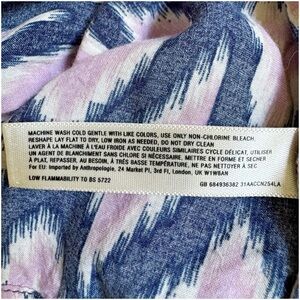 MACHINE WASH COLD GENTLE WITH LIKE COLORS, USE ONLY NON-CHLORINE BLEACH,
RESHAPE LAY FLAT TO DRY, LOW IRON AS NEEDED, DO NOT DRY CLEAN
LAVER À LA MACHINE À L'EAU FROIDE AVEC COULEURS SIMILAIRES CYCLE DÉLICAT, UTILISER
UN AGENT DE BLANCHIMENT SANS CHLORE SI NÉCESSAIRE, REMETTRE EN FORME ET SÉCHER
À PLAT, REPASSER, AU BESOIN, À TRÈS BASSE TEMPÉRATURE, NE PAS NETTOYER À SEC
For EU: Imported by Anthropologie, 24 Market Pl, 3rd Fl, London, UK W1W8AN
LOW FLAMMABILITY TO BS 5722
GB 684936382 31AACCN254LA